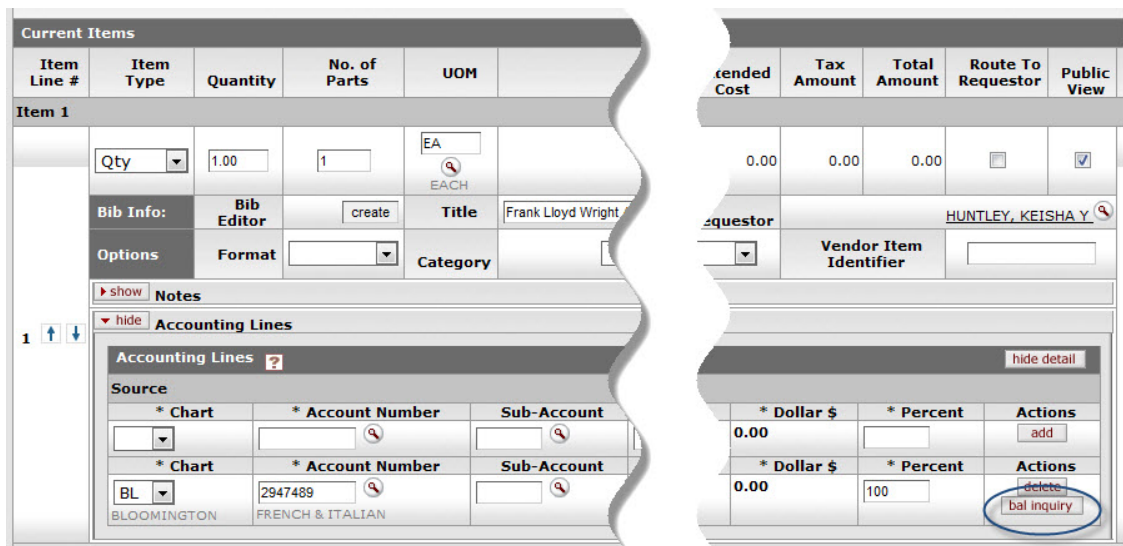 Current Items
Item Line # Item Type Quantity No. of Parts UOM Cost Tax Amount Total Amount Route To Requestor Public View
Item 1
Qty 1.00 1 EA 0.00 0.00 0.00
EACH
Bib Info: Bib Editor create Title Frank Lloyd Wright HUNTLEY, KEISHA Y
Options Format Category Vendor Item Identifier
show Notes
hide Accounting Lines
1
Accounting Lines ? hide detail
Source
* Chart * Account Number Sub-Account * Dollar $ * Percent Actions
0.00 add
* Chart * Account Number Sub-Account * Dollar $ * Percent Actions
BL 2947489 0.00 100 delete
BLOOMINGTON FRENCH & ITALIAN bal inquiry